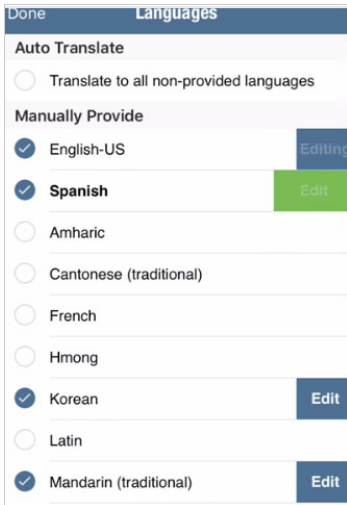 Done Languages
Auto Translate
Translate to all non-provided languages
Manually Provide
English-US Editing
Spanish Edit
Amharic
Cantonese (traditional)
French
Hmong
Korean Edit
Latin
Mandarin (traditional) Edit